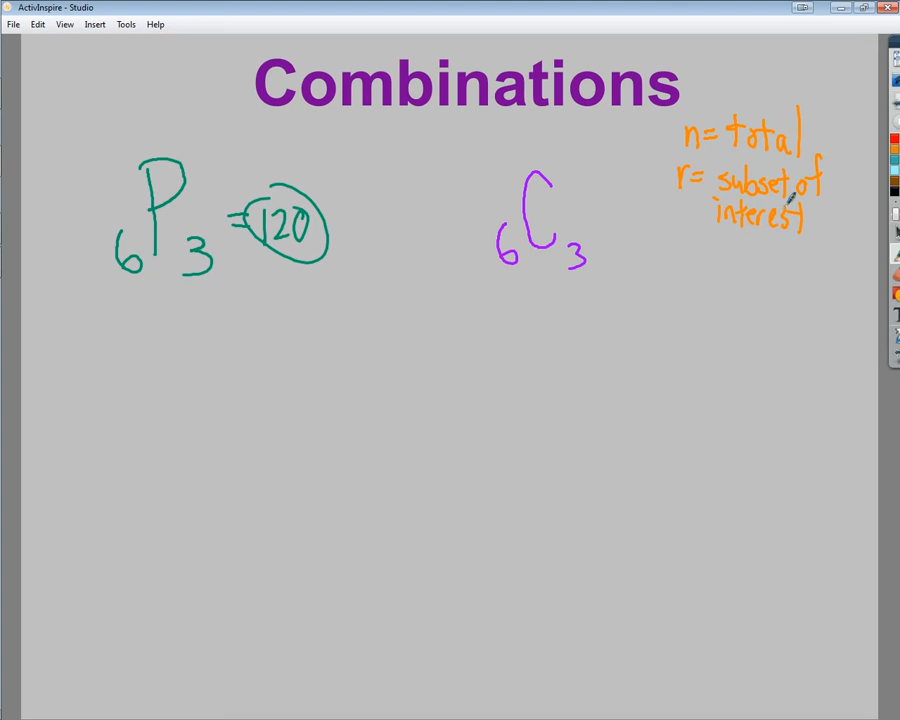 ActivInspire - Studio
File Edit View Insert Tools Help
Combinations
n = total
r = subset of
interest
6P3 = 120
6C3